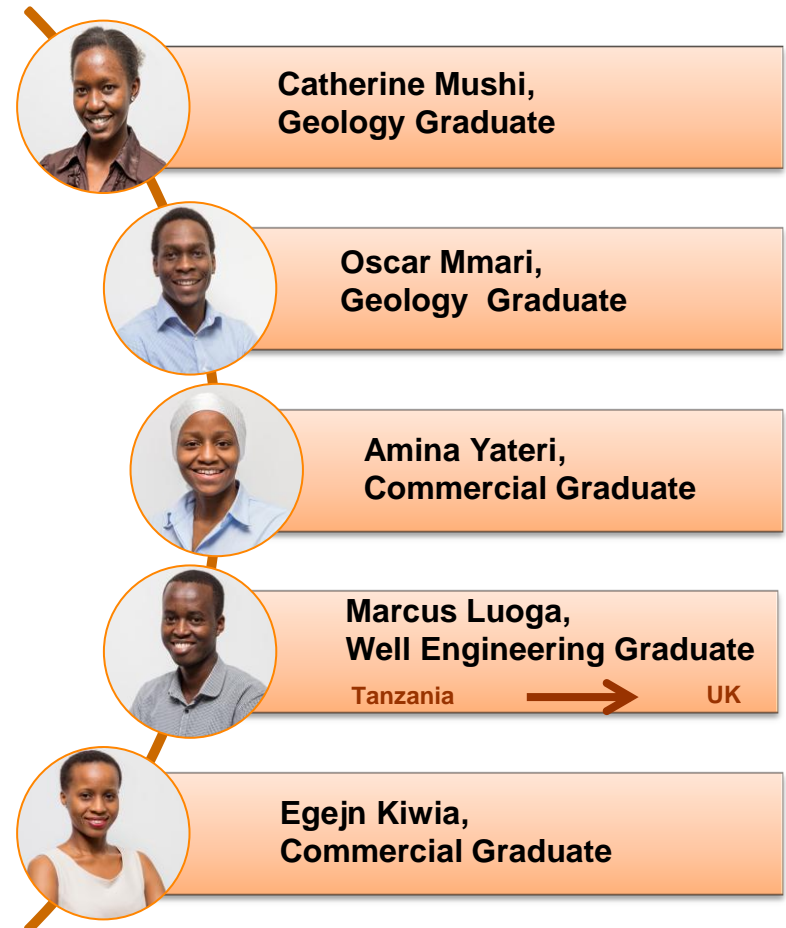 Catherine Mushi,
Geology Graduate
Oscar Mmari,
Geology  Graduate
Amina Yateri,
Commercial Graduate
Marcus Luoga,
Well Engineering Graduate
Tanzania UK
Egejn Kiwia,
Commercial Graduate